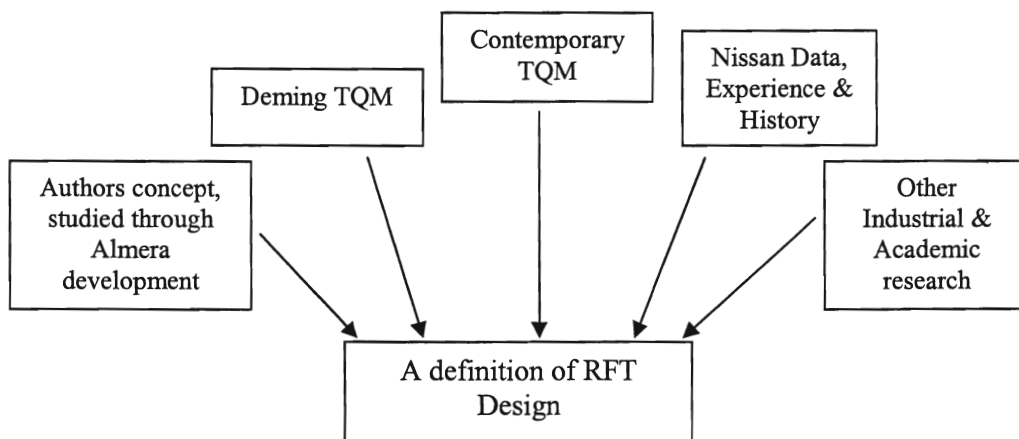 Authors concept,
studied through
Almera
development
Deming TQM
Contemporary
TQM
Nissan Data,
Experience &
History
Other
Industrial &
Academic
research
A definition of RFT
Design